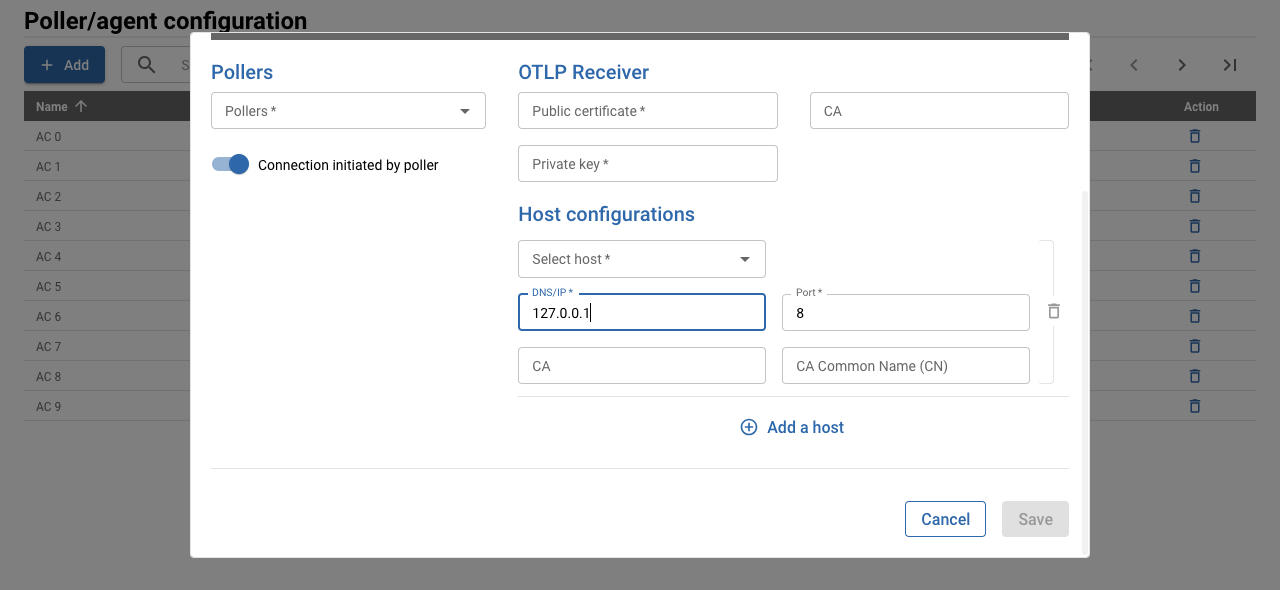 Poller/agent configuration
Add
S
Name
Action
AC 0
AC 1
AC 2
AC 3
AC 4
AC 5
AC 6
AC 7
AC 8
AC 9
Pollers
Pollers *
Connection initiated by poller
OTLP Receiver
Public certificate *
CA
Private key *
Host configurations
Select host *
DNS/IP *
127.0.0.1
Port *
8
CA
CA Common Name (CN)
Add a host
Cancel
Save